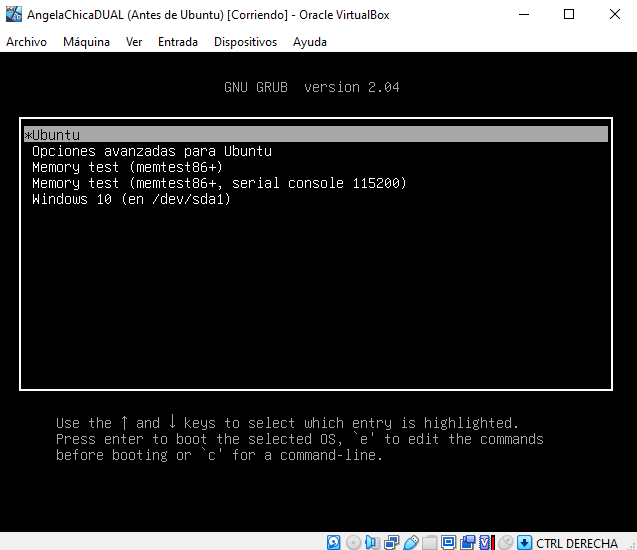 AngelaChicaDUAL (Antes de Ubuntu) [Corriendo] - Oracle VirtualBox
Archivo Máquina Ver Entrada Dispositivos Ayuda
GNU GRUB version 2.04
*Ubuntu
Opciones avanzadas para Ubuntu
Memory test (memtest86+)
Memory test (memtest86+, serial console 115200)
Windows 10 (en /dev/sda1)
Use the ↑ and ↓ keys to select which entry is highlighted.
Press enter to boot the selected OS, `e' to edit the commands
before booting or `c' for a command-line.
CTRL DERECHA